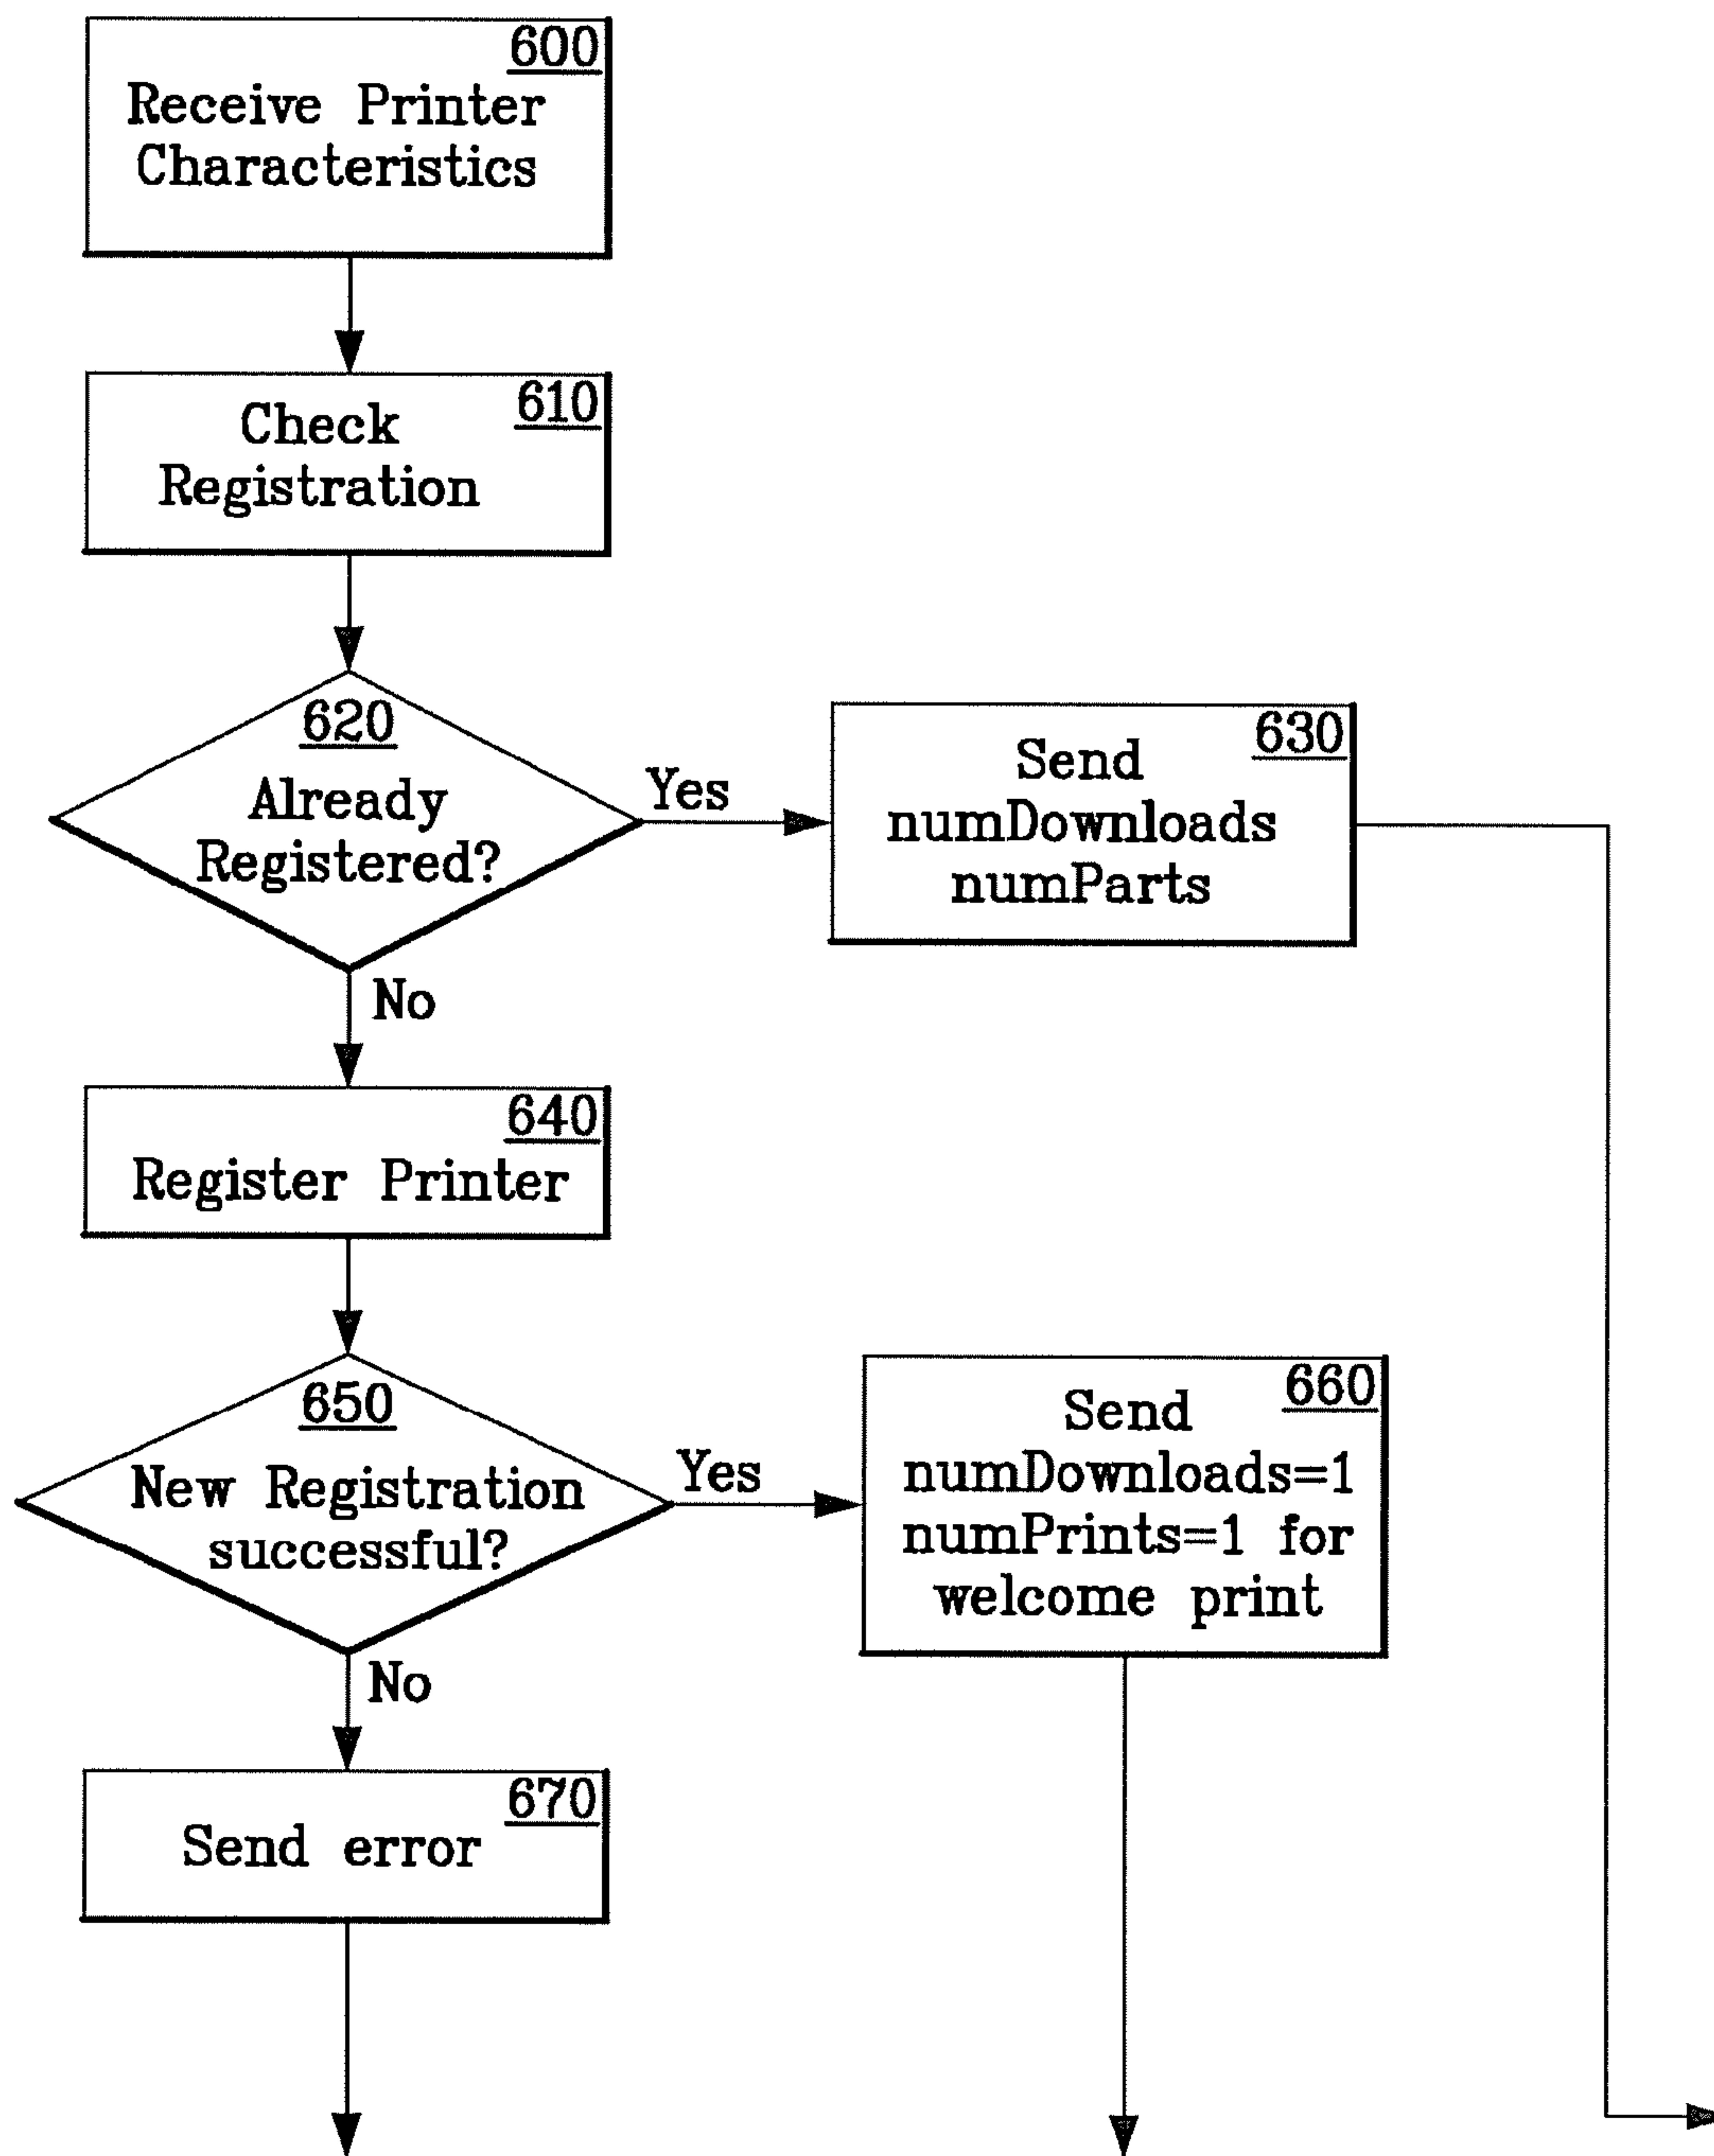 600
Receive Printer
Characteristics
610
Check
Registration
620
Already
Registered?
Yes
630
Send
numDownloads
numParts
No
640
Register Printer
650
New Registration
successful?
Yes
660
Send
numDownloads=1
numPrints=1 for
welcome print
No
670
Send error